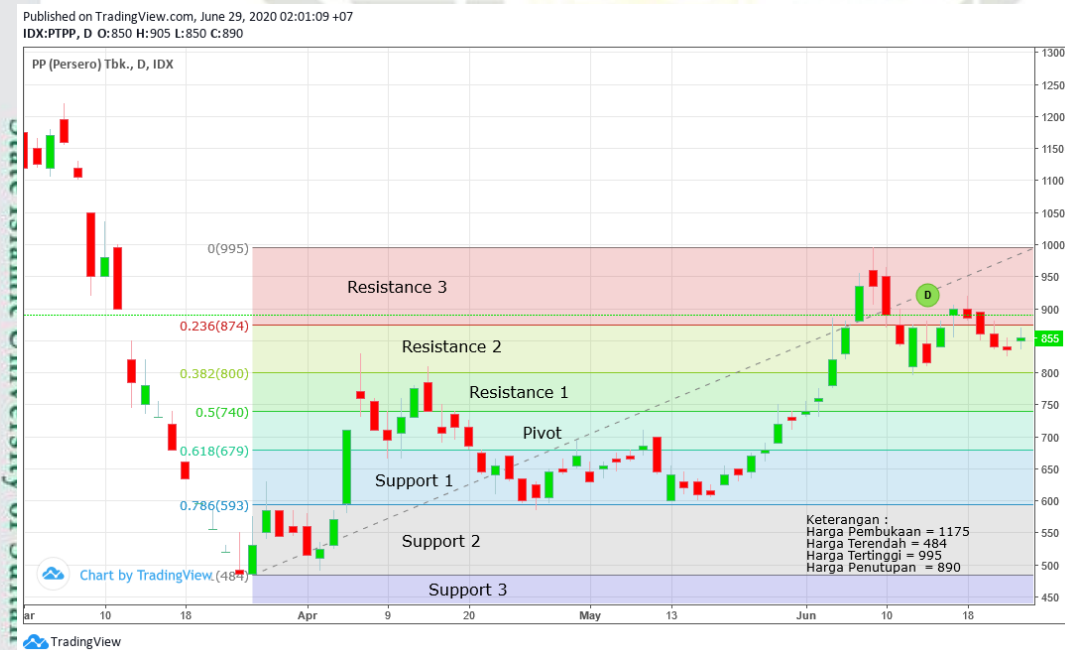 Published on TradingView.com, June 29, 2020 02:01:09 +07
IDX:PTPP, D O:850 H:905 L:850 C:890
PP (Persero) Tbk., D, IDX
1300
1250
1200
1150
1100
1050
1000
950
900
855
800
750
700
650
600
550
500
450
0(995)
0.236(874)
0.382(800)
0.5(740)
0.618(679)
0.786(593)
(484)
Resistance 3
D
Resistance 2
Resistance 1
Pivot
Support 1
Support 2
Support 3
Keterangan :
Harga Pembukaan = 1175
Harga Terendah = 484
Harga Tertinggi = 995
Harga Penutupan = 890
Chart by TradingView
ar 10 18 Apr 9 20 May 13 Jun 10 18
TradingView